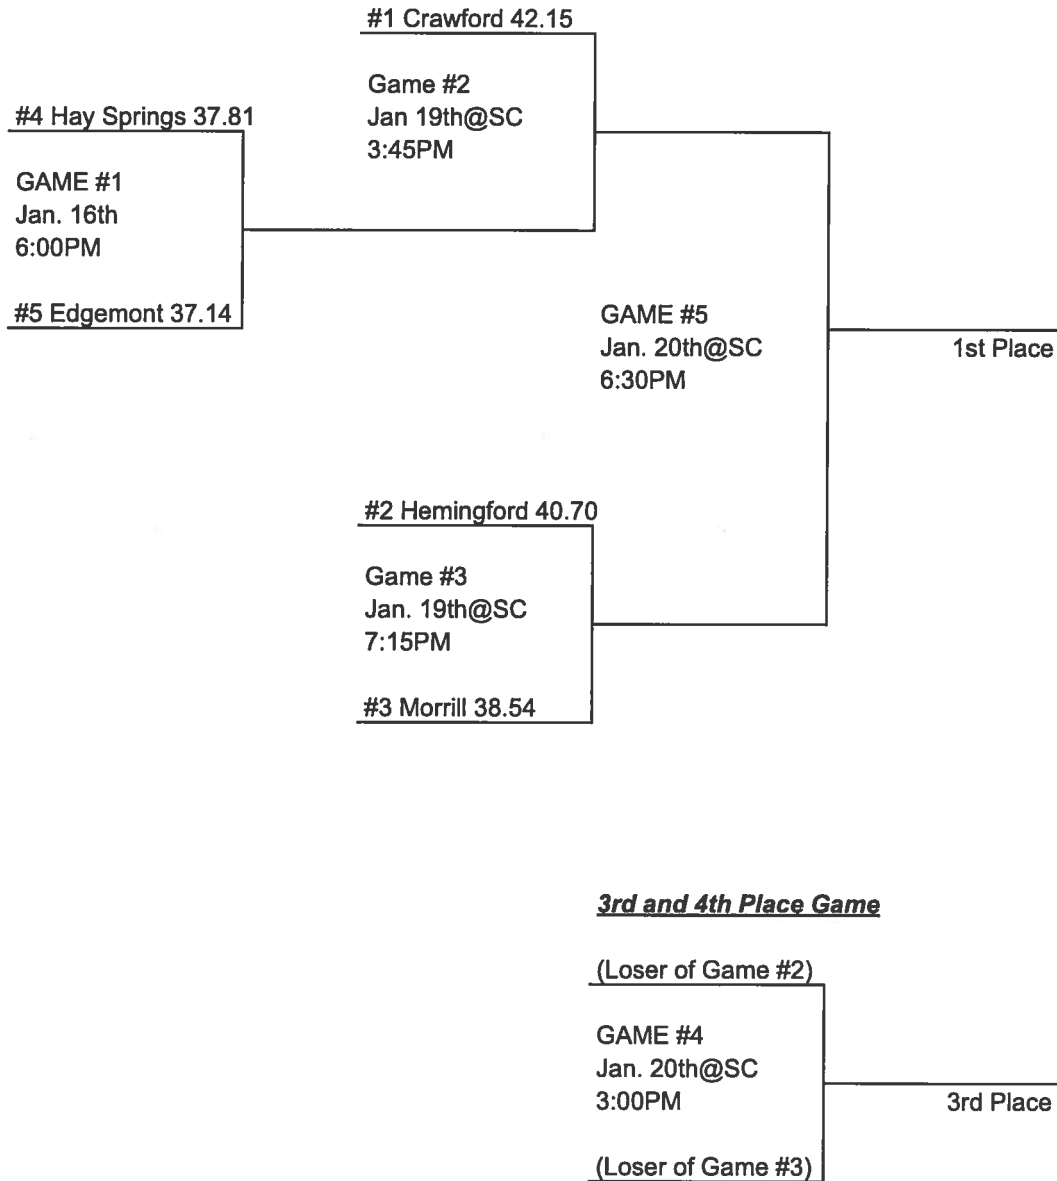 #1 Crawford 42.15
Game #2
Jan 19th@SC
3:45PM
#4 Hay Springs 37.81
GAME #1
Jan. 16th
6:00PM
#5 Edgemont 37.14
GAME #5
Jan. 20th@SC
6:30PM
1st Place
#2 Hemingford 40.70
Game #3
Jan. 19th@SC
7:15PM
#3 Morrill 38.54
3rd and 4th Place Game
(Loser of Game #2)
GAME #4
Jan. 20th@SC
3:00PM
3rd Place
(Loser of Game #3)